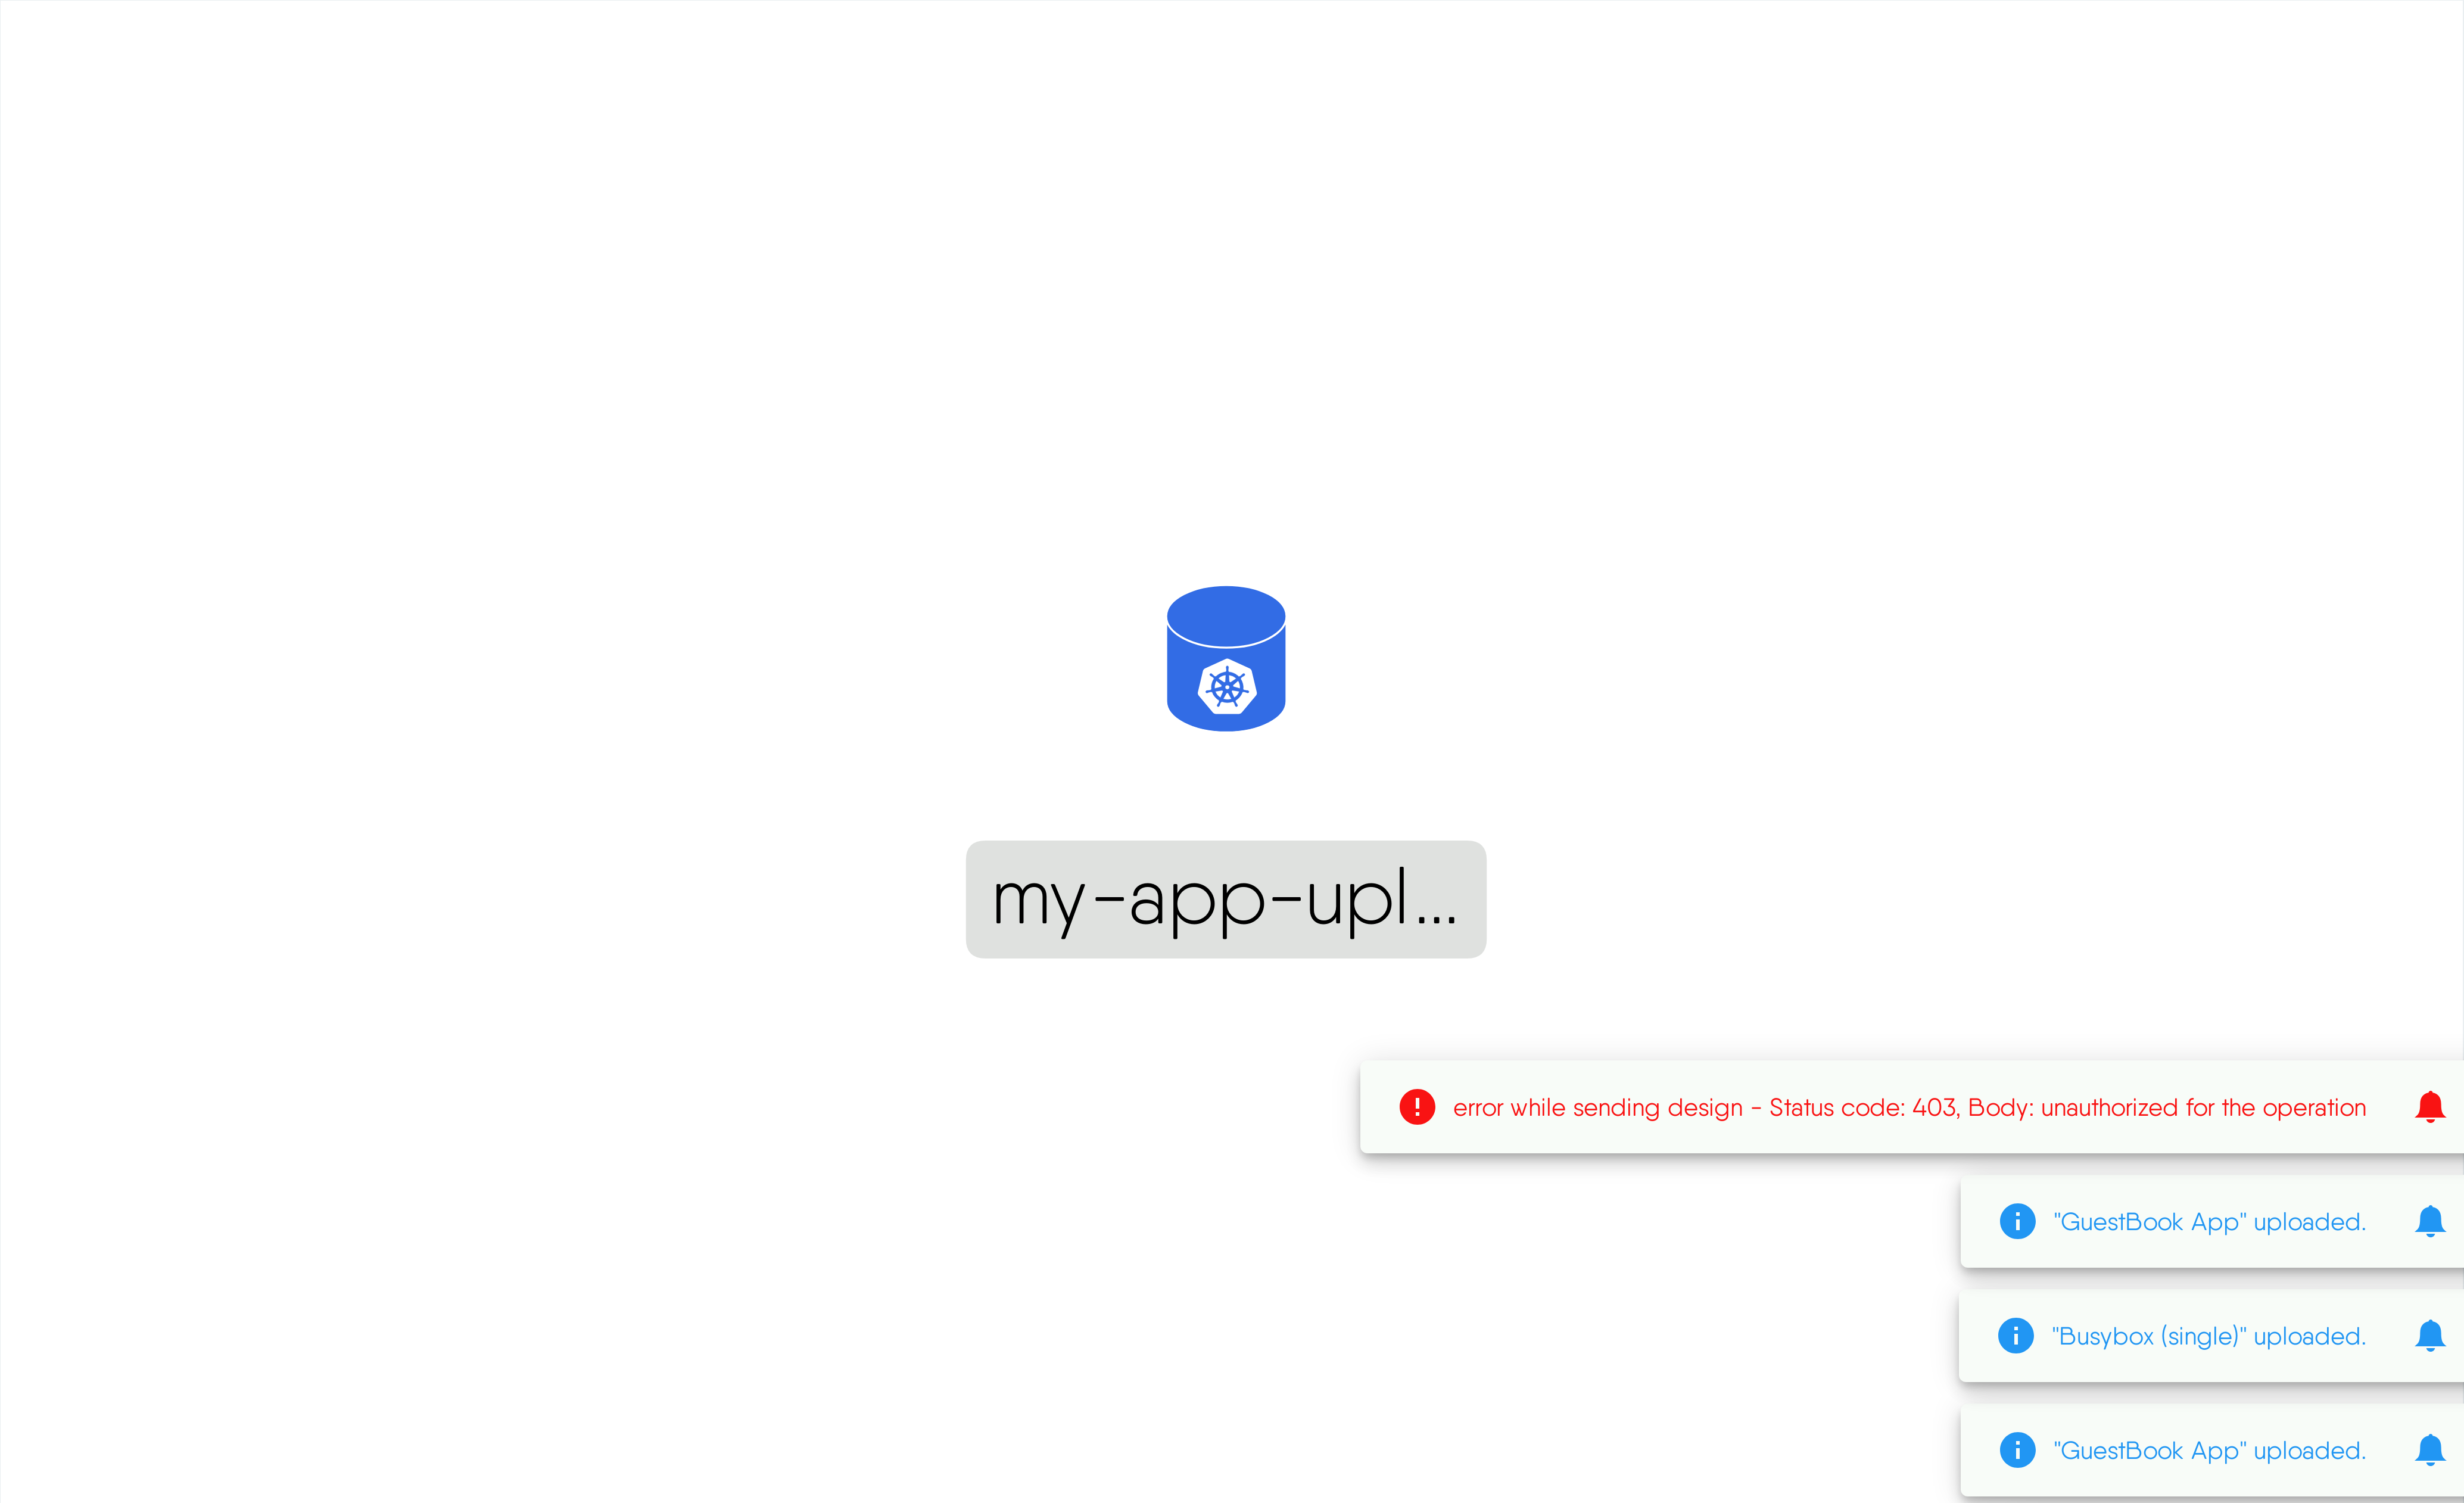 my-app-upl...
error while sending design - Status code: 403, Body: unauthorized for the operation
"GuestBook App" uploaded.
"Busybox (single)" uploaded.
"GuestBook App" uploaded.